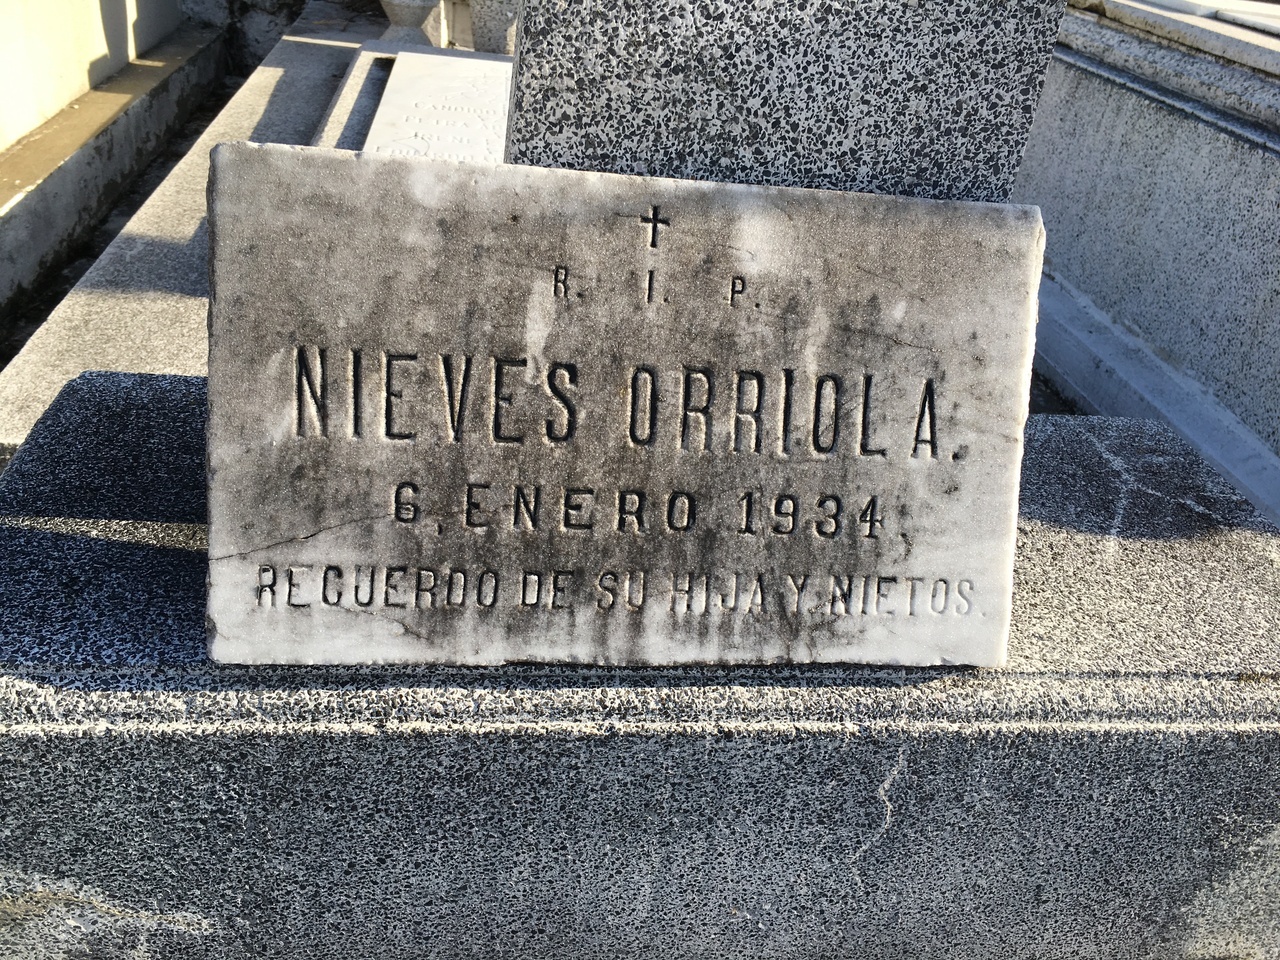 R. I. P.
NIEVES ORRIOLA.
6, ENERO 1934,
RECUERDO DE SU HIJA Y NIETOS.